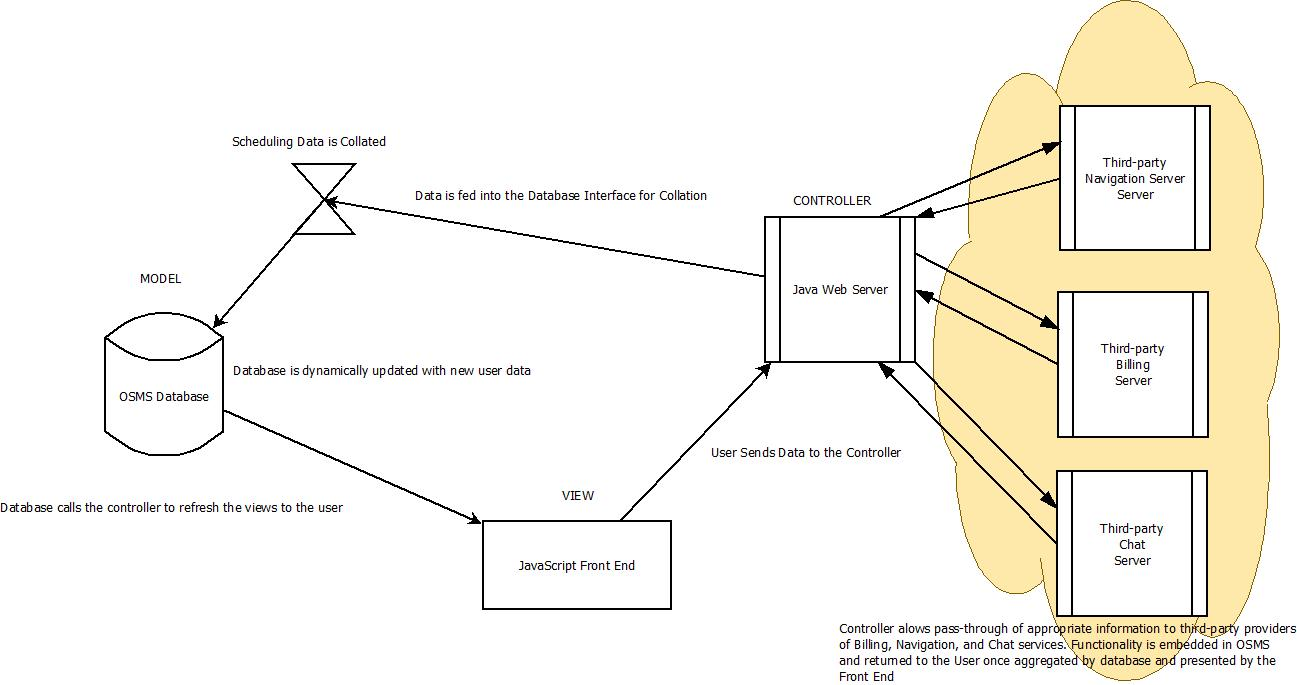 Scheduling Data is Collated
Data is fed into the Database Interface for Collation
CONTROLLER
Third-party
Navigation Server
Server
MODEL
Java Web Server
OSMS Database
Database is dynamically updated with new user data
Third-party
Billing
Server
User Sends Data to the Controller
VIEW
Database calls the controller to refresh the views to the user
JavaScript Front End
Third-party
Chat
Server
Controller alows pass-through of appropriate information to third-party providers
of Billing, Navigation, and Chat services. Functionality is embedded in OSMS
and returned to the User once aggregated by database and presented by the
Front End